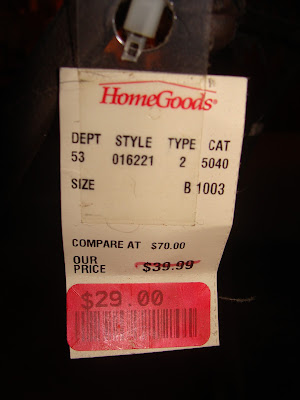 HomeGoods®
DEPT STYLE TYPE CAT
53 016221 2 5040
SIZE B 1003
COMPARE AT $70.00
OUR PRICE $39.99
$29.00